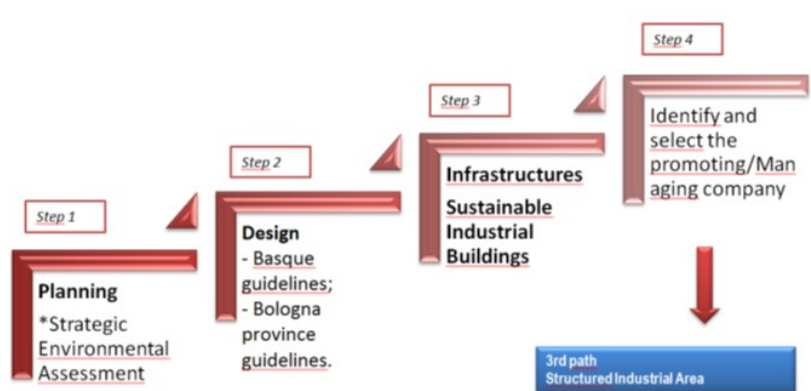 Step 1
Planning
*Strategic
Environmental
Assessment
Step 2
Design
- Basque
guidelines;
- Bologna
province
guidelines.
Step 3
Infrastructures
Sustainable
Industrial
Buildings
Step 4
Identify and
select the
promoting/Man
aging company
3rd path
Structured Industrial Area